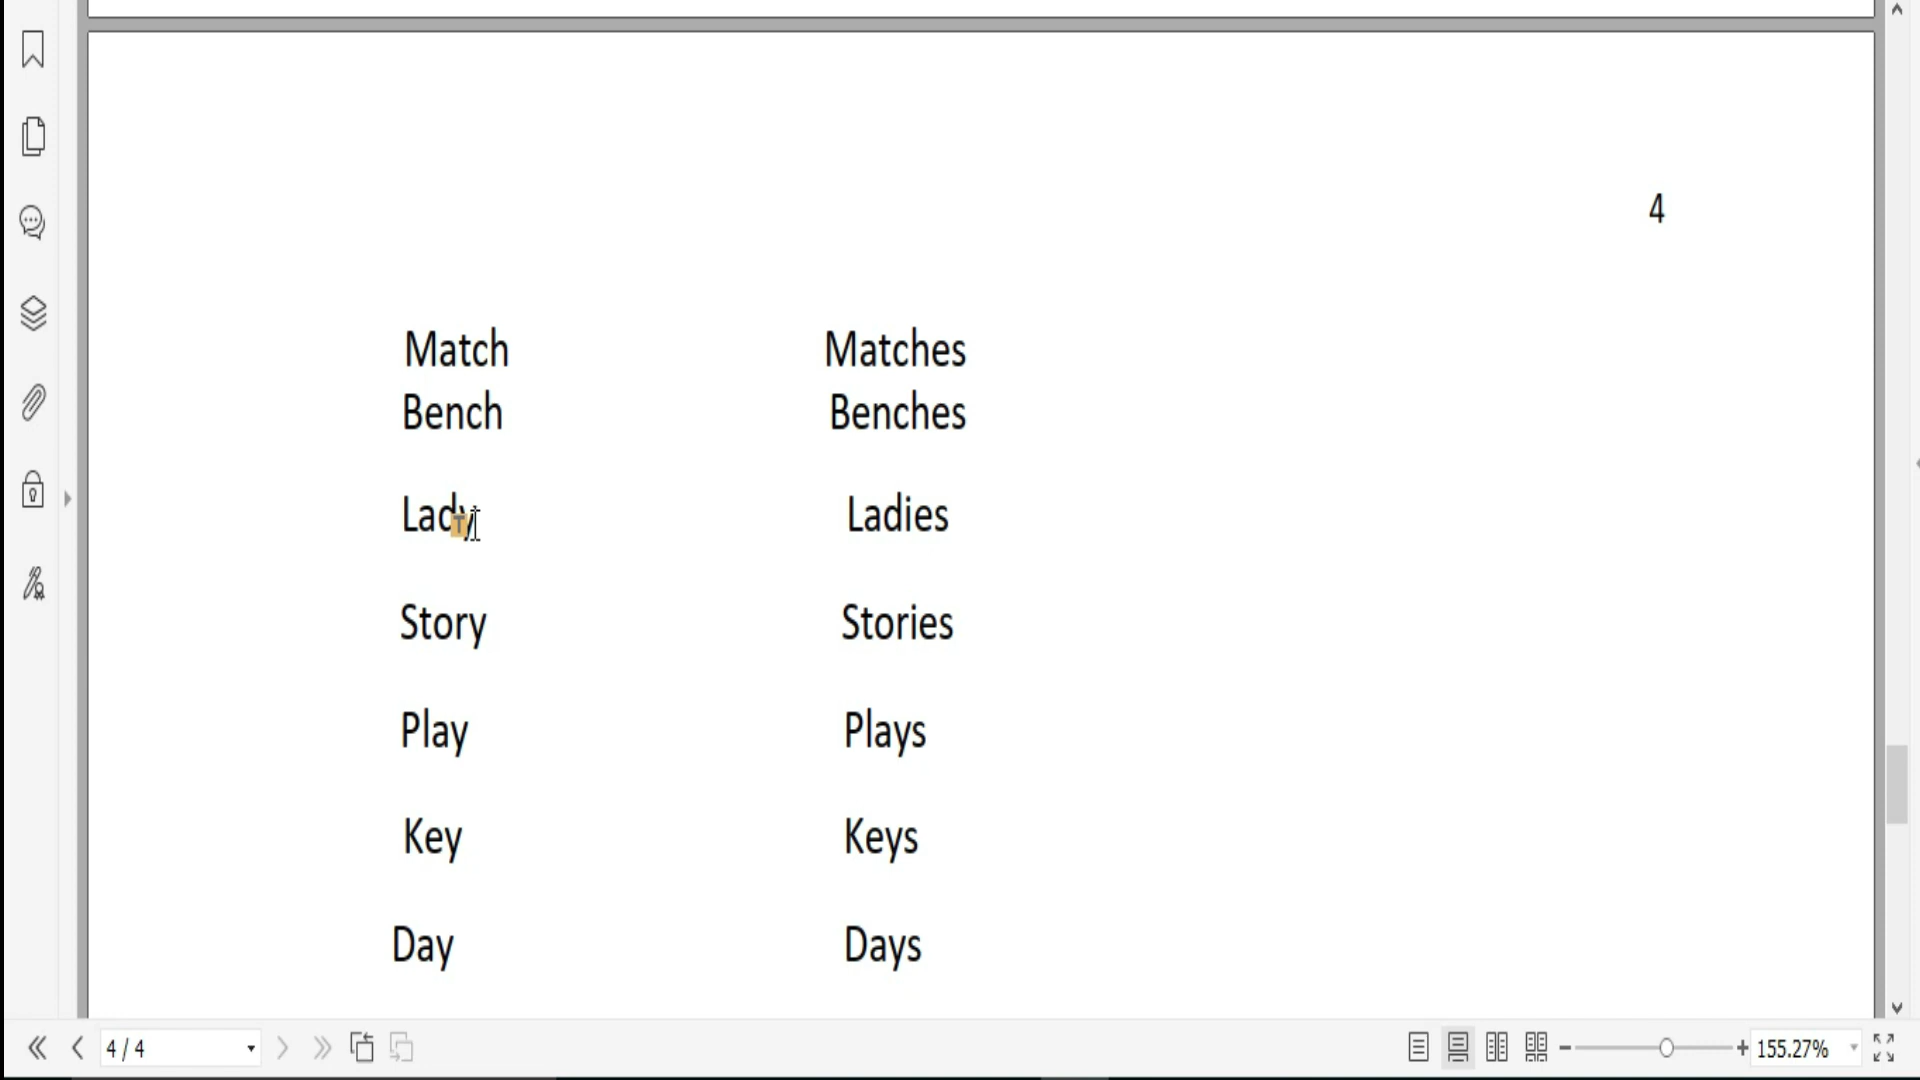 4
Match Matches
Bench Benches
Lady Ladies
Story Stories
Play Plays
Key Keys
Day Days
4 / 4
155.27%